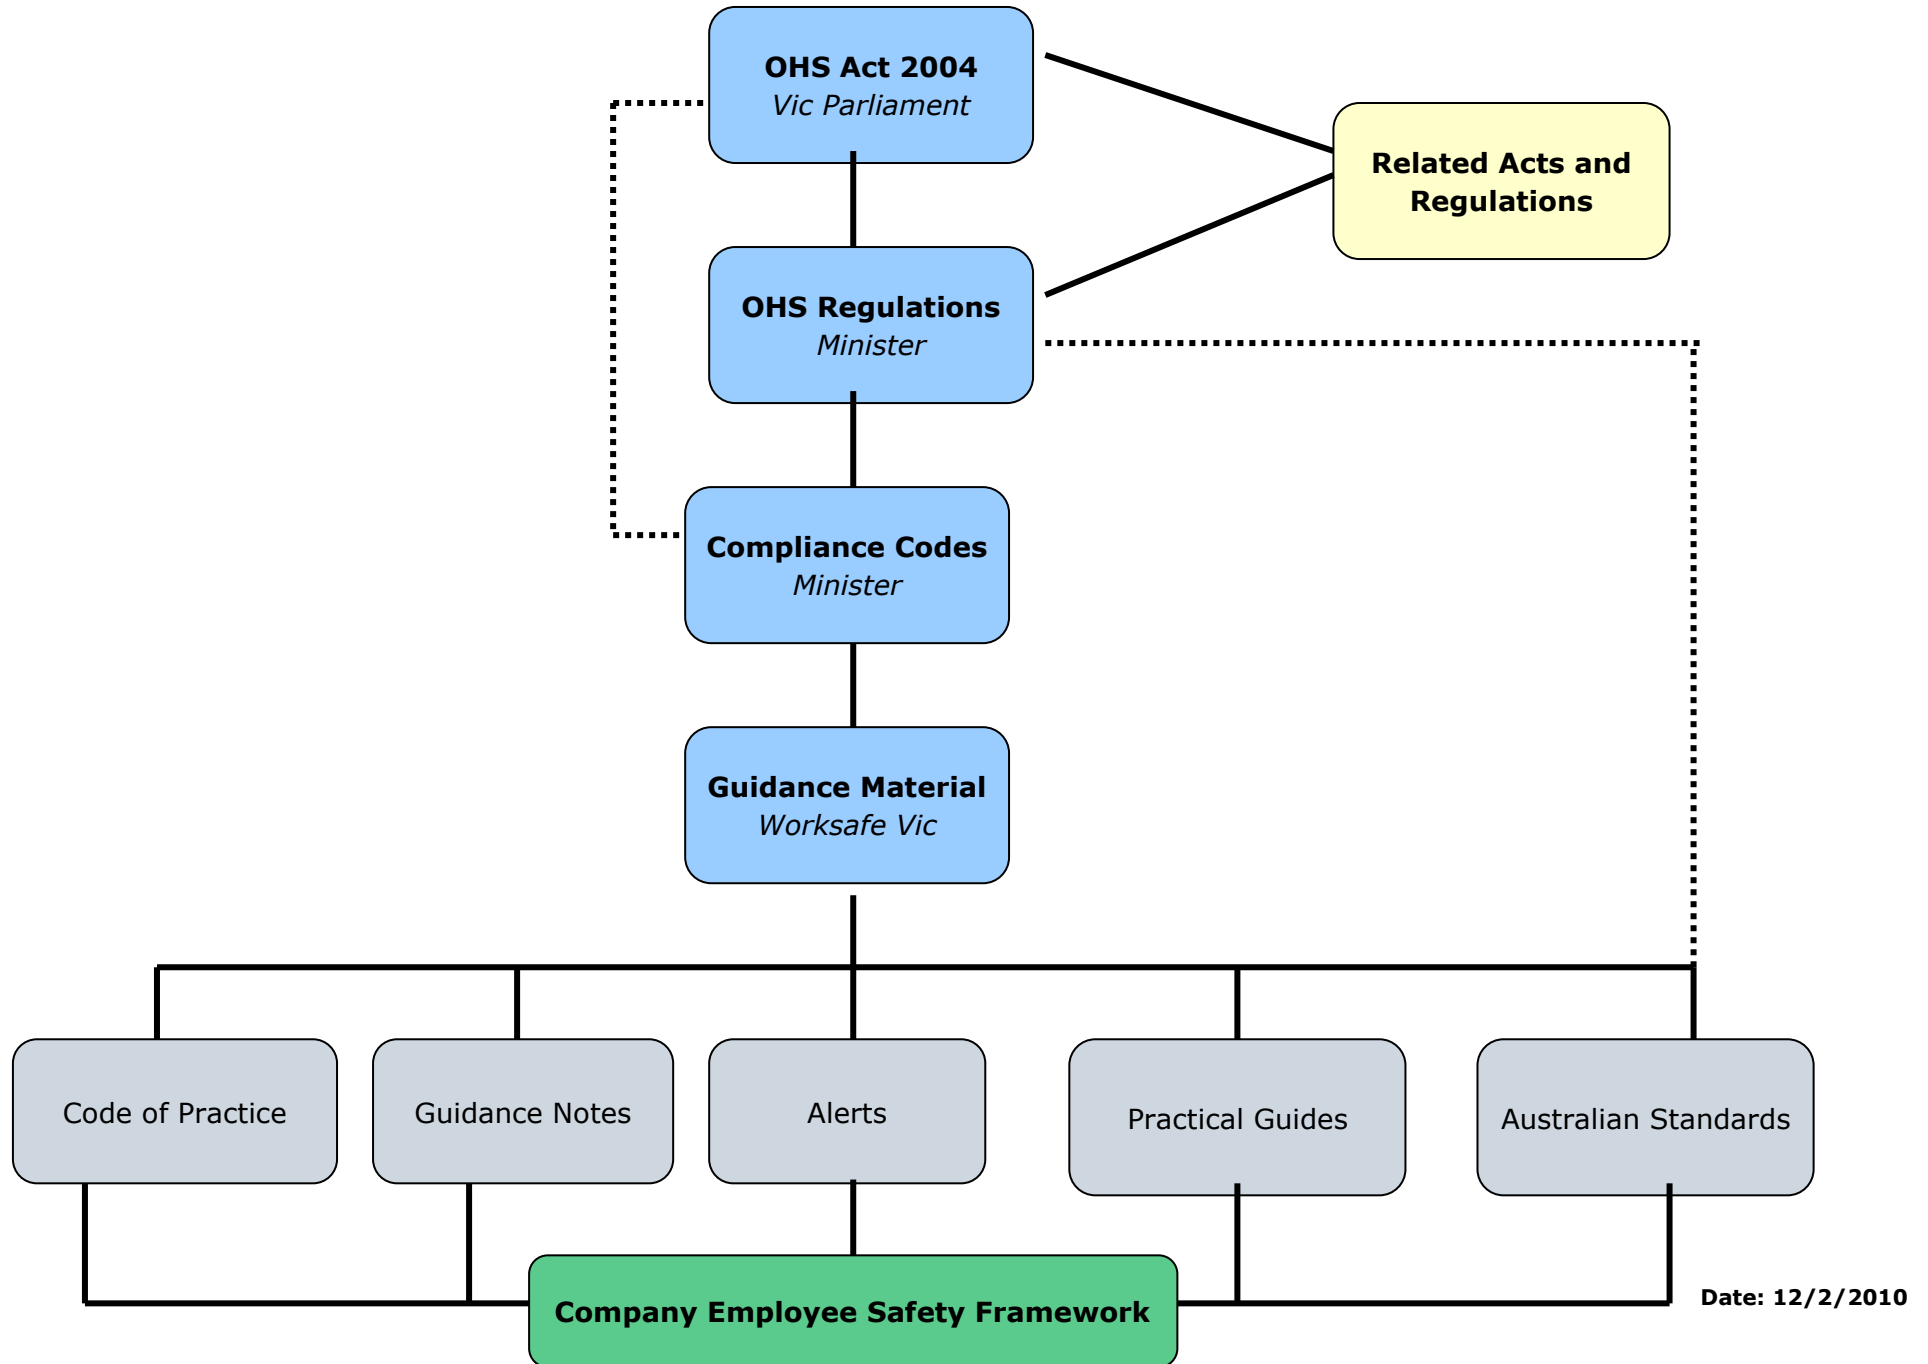 OHS Act 2004
Vic Parliament
Related Acts and
Regulations
OHS Regulations
Minister
Compliance Codes
Minister
Guidance Material
Worksafe Vic
Code of Practice
Guidance Notes
Alerts
Practical Guides
Australian Standards
Company Employee Safety Framework
Date: 12/2/2010